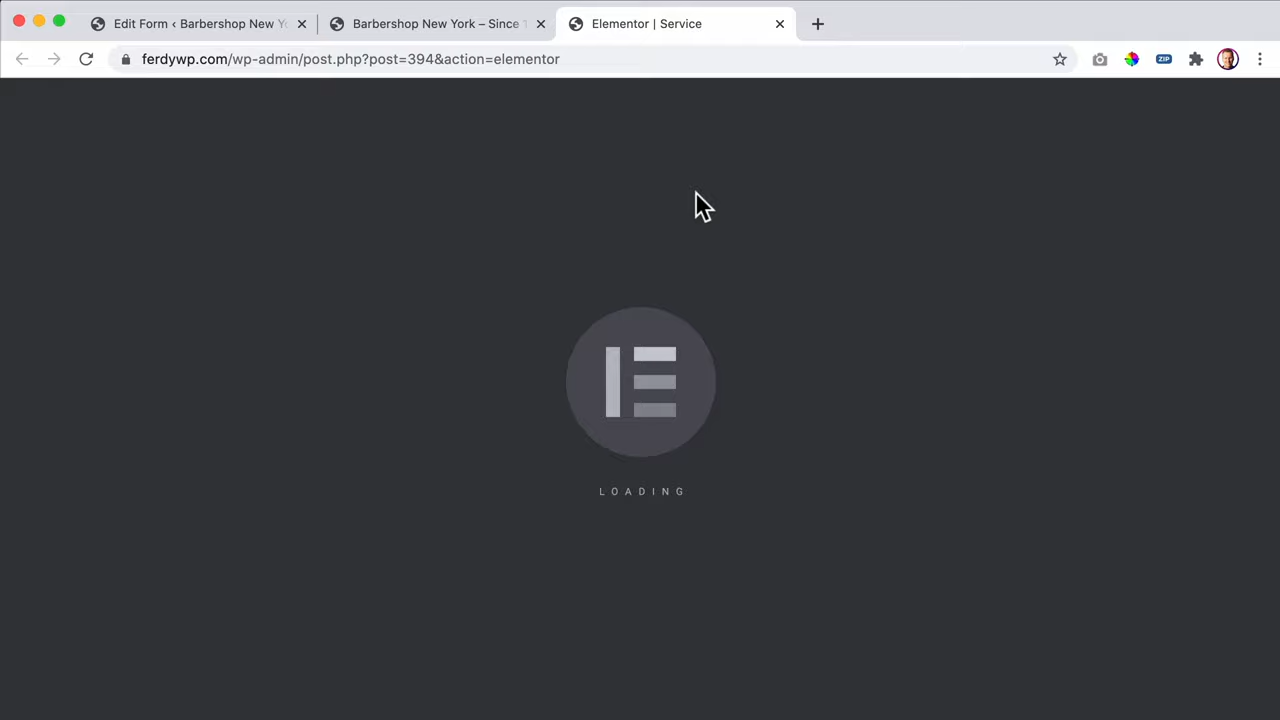 Edit Form ‹ Barbershop New Yo
Barbershop New York – Since
Elementor | Service
ferdywp.com/wp-admin/post.php?post=394&action=elementor
ZIP
LOADING